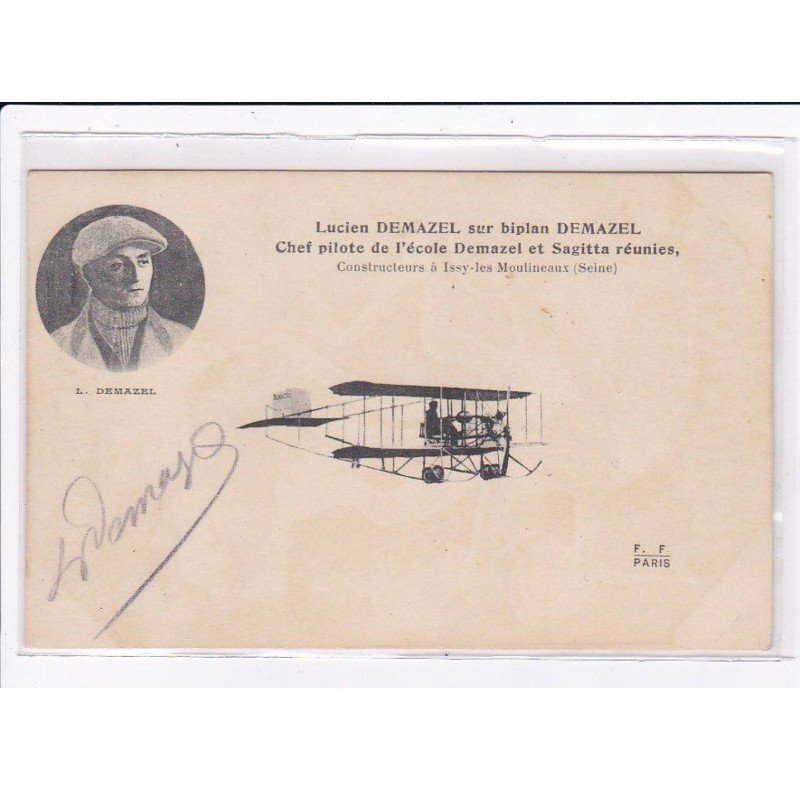 Lucien DEMAZEL sur biplan DEMAZEL
Chef pilote de l'école Demazel et Sagitta réunies,
Constructeurs à Issy-les Moulineaux (Seine)
L. DEMAZEL
L. Demazel
F. F
PARIS